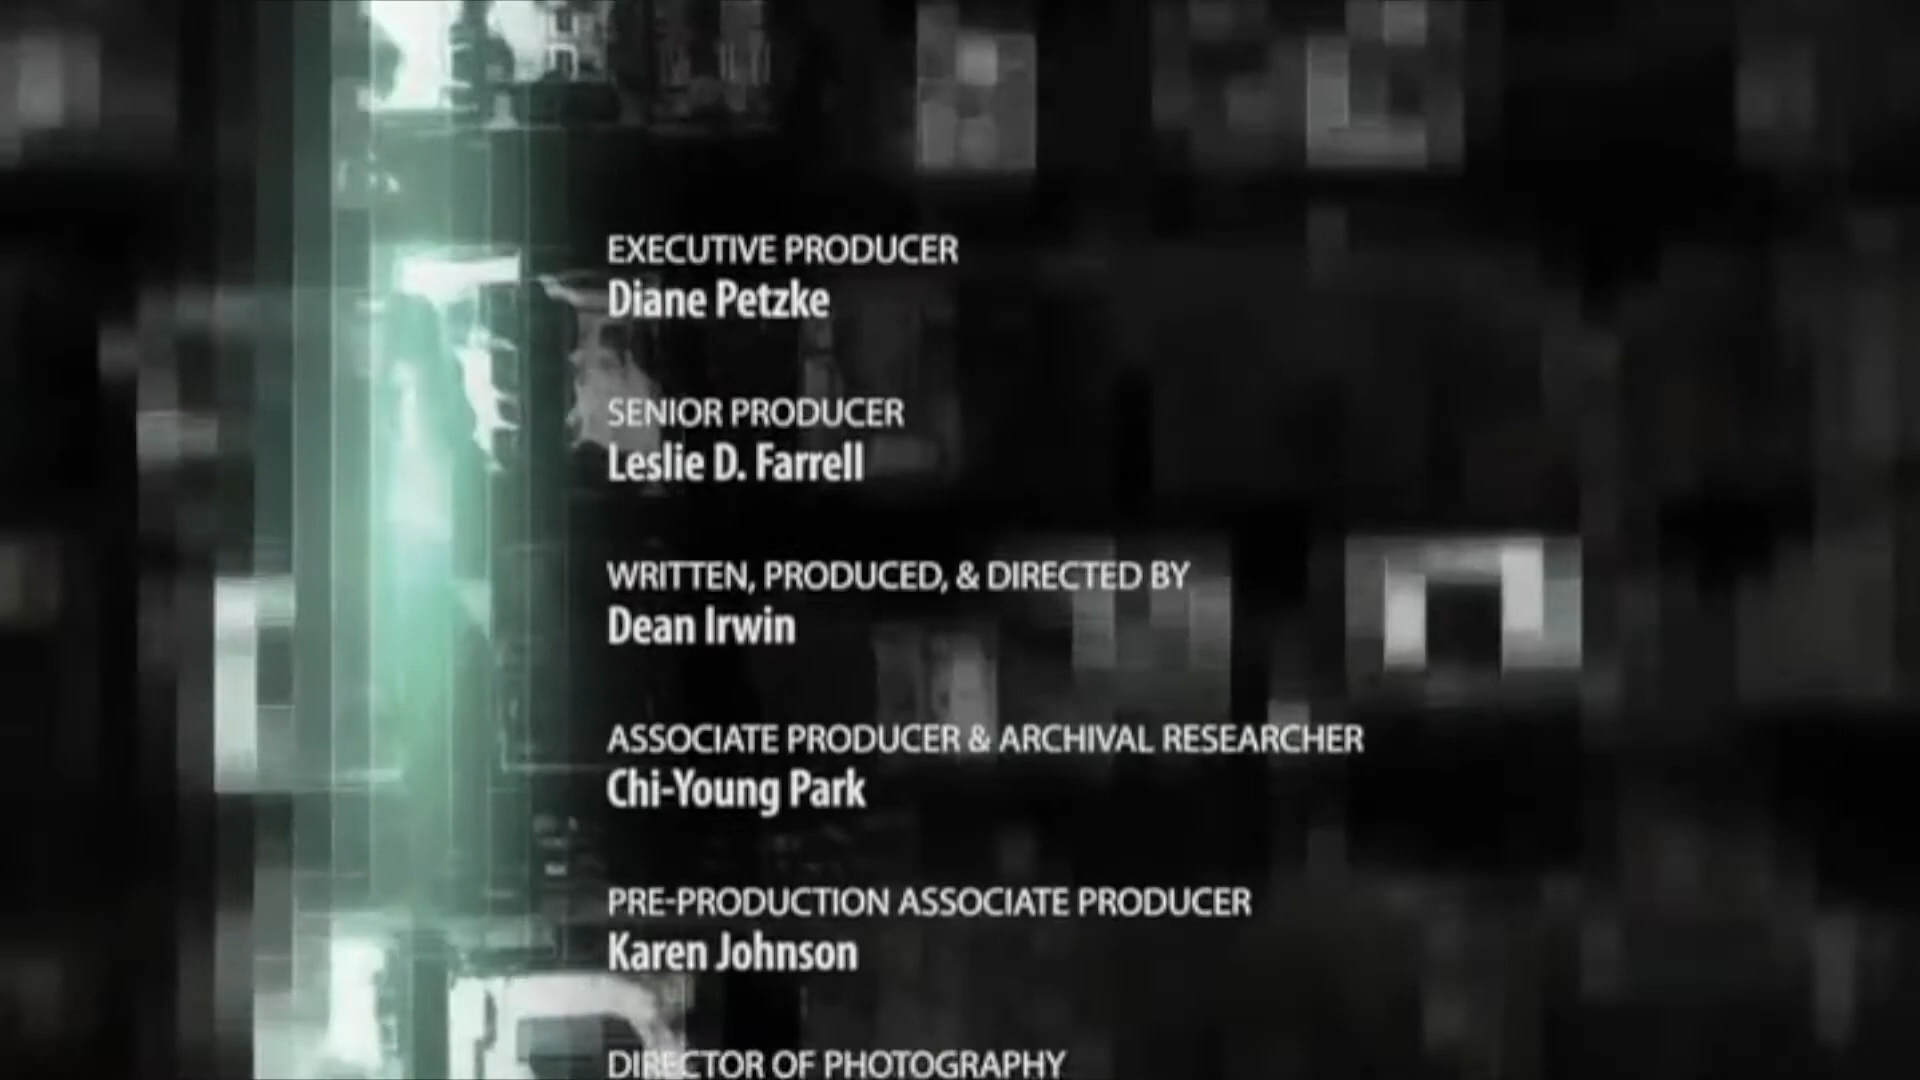 EXECUTIVE PRODUCER
Diane Petzke
SENIOR PRODUCER
Leslie D. Farrell
WRITTEN, PRODUCED, & DIRECTED BY
Dean Irwin
ASSOCIATE PRODUCER & ARCHIVAL RESEARCHER
Chi-Young Park
PRE-PRODUCTION ASSOCIATE PRODUCER
Karen Johnson
DIRECTOR OF PHOTOGRAPHY